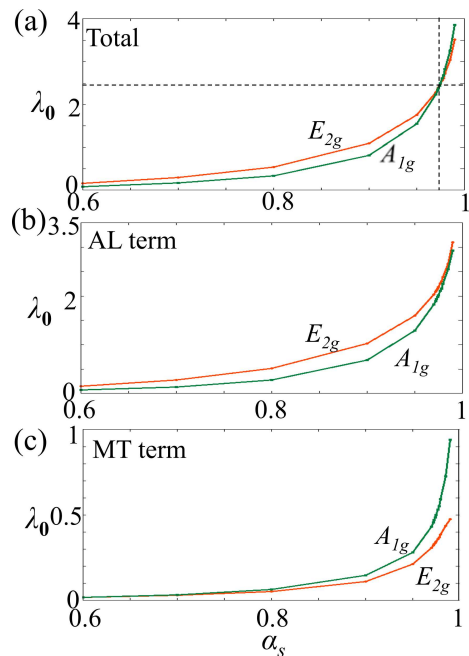 (a)
4
Total
λ₀
2
E₂g
A₁g
0
0.6
0.8
1
(b)
3.5
AL term
λ₀
2
E₂g
A₁g
0
0.6
0.8
1
(c)
1
MT term
λ₀
0.5
A₁g
E₂g
0
0.6
0.8
1
αₛ